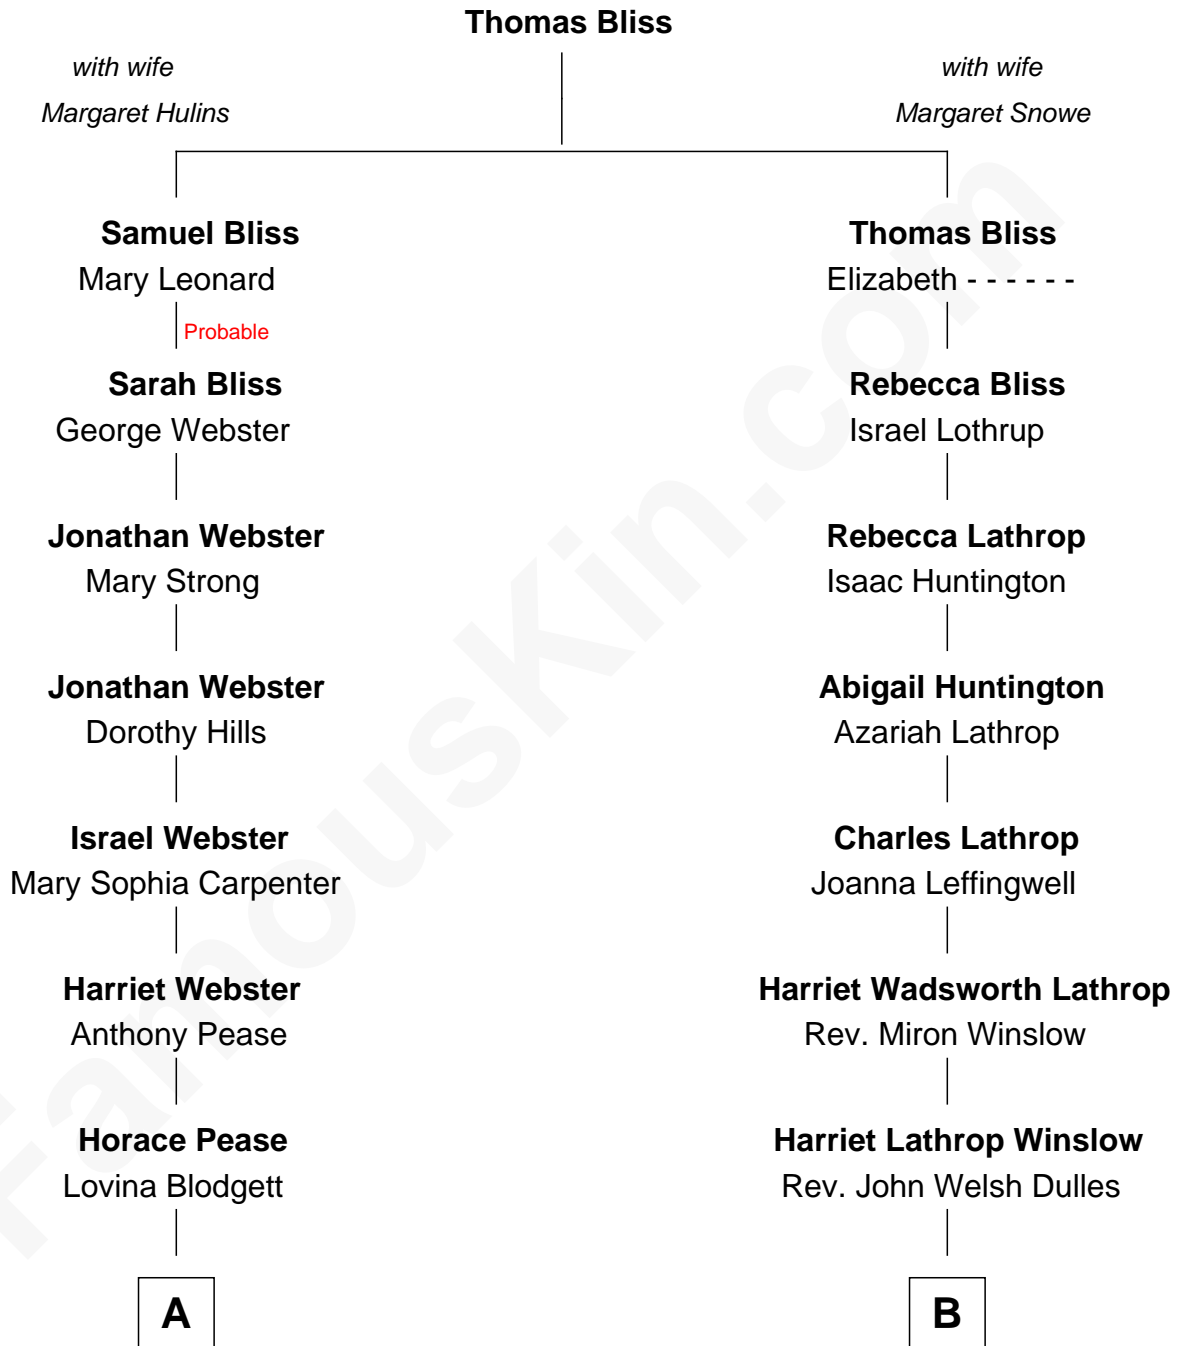 Thomas Bliss
with wife
Margaret Hulins
with wife
Margaret Snowe
Samuel Bliss
Mary Leonard
Probable
Sarah Bliss
George Webster
Jonathan Webster
Mary Strong
Jonathan Webster
Dorothy Hills
Israel Webster
Mary Sophia Carpenter
Harriet Webster
Anthony Pease
Horace Pease
Lovina Blodgett
A
Thomas Bliss
Elizabeth - - - - - -
Rebecca Bliss
Israel Lothrup
Rebecca Lathrop
Isaac Huntington
Abigail Huntington
Azariah Lathrop
Charles Lathrop
Joanna Leffingwell
Harriet Wadsworth Lathrop
Rev. Miron Winslow
Harriet Lathrop Winslow
Rev. John Welsh Dulles
B
FamousKin.com